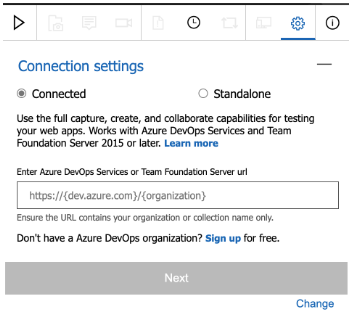 Connection settings
Connected
Standalone
Use the full capture, create, and collaborate capabilities for testing
your web apps. Works with Azure DevOps Services and Team
Foundation Server 2015 or later. Learn more
Enter Azure DevOps Services or Team Foundation Server url
https://{dev.azure.com}/{organization}
Ensure the URL contains your organization or collection name only.
Don't have a Azure DevOps organization? Sign up for free.
Next
Change